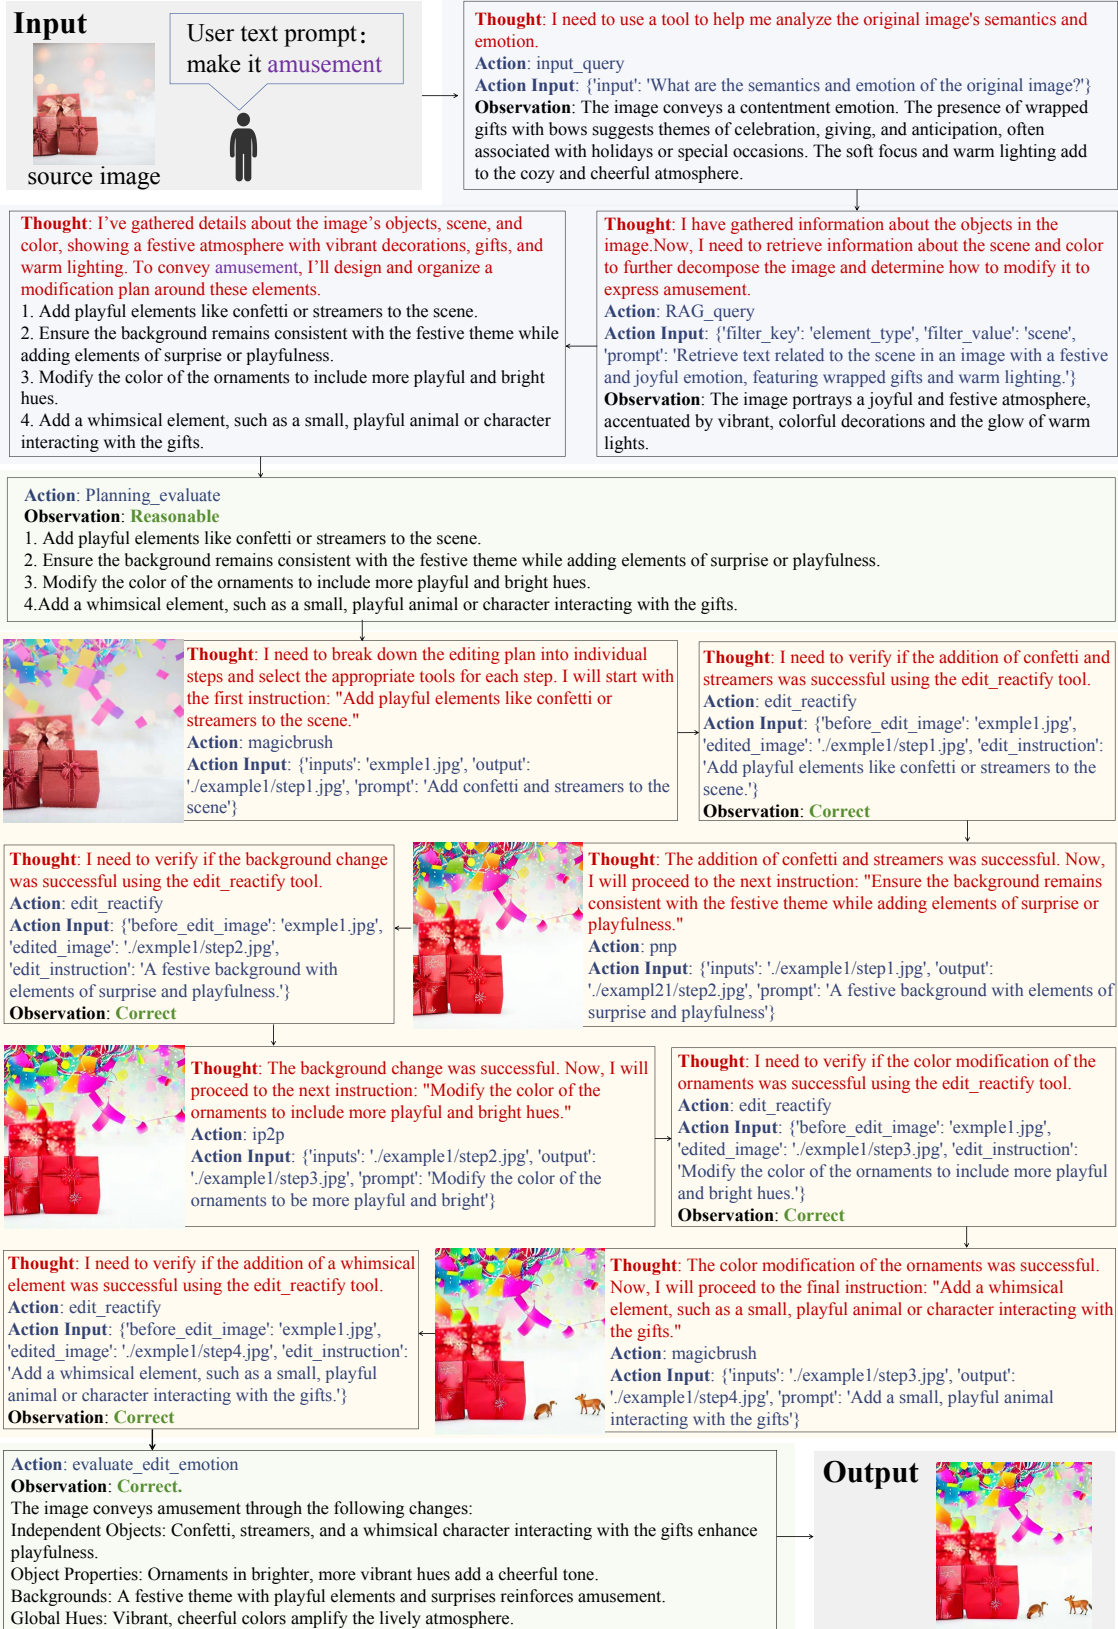 Input
User text prompt:
make it amusement
source image
Thought: I need to use a tool to help me analyze the original image's semantics and
emotion.
Action: input_query
Action Input: {'input': 'What are the semantics and emotion of the original image?'}
Observation: The image conveys a contentment emotion. The presence of wrapped
gifts with bows suggests themes of celebration, giving, and anticipation, often
associated with holidays or special occasions. The soft focus and warm lighting add
to the cozy and cheerful atmosphere.
Thought: I have gathered information about the objects in the
image.Now, I need to retrieve information about the scene and color
to further decompose the image and determine how to modify it to
express amusement.
Action: RAG_query
Action Input: {'filter_key': 'element_type', 'filter_value': 'scene',
'prompt': 'Retrieve text related to the scene in an image with a festive
and joyful emotion, featuring wrapped gifts and warm lighting.'}
Observation: The image portrays a joyful and festive atmosphere,
accentuated by vibrant, colorful decorations and the glow of warm
lights.
Thought: I've gathered details about the image's objects, scene, and
color, showing a festive atmosphere with vibrant decorations, gifts, and
warm lighting. To convey amusement, I'll design and organize a
modification plan around these elements.
1. Add playful elements like confetti or streamers to the scene.
2. Ensure the background remains consistent with the festive theme while
adding elements of surprise or playfulness.
3. Modify the color of the ornaments to include more playful and bright
hues.
4. Add a whimsical element, such as a small, playful animal or character
interacting with the gifts.
Action: Planning_evaluate
Observation: Reasonable
1. Add playful elements like confetti or streamers to the scene.
2. Ensure the background remains consistent with the festive theme while adding elements of surprise or playfulness.
3. Modify the color of the ornaments to include more playful and bright hues.
4.Add a whimsical element, such as a small, playful animal or character interacting with the gifts.
Thought: I need to break down the editing plan into individual
steps and select the appropriate tools for each step. I will start with
the first instruction: "Add playful elements like confetti or
streamers to the scene."
Action: magicbrush
Action Input: {'inputs': 'exmple1.jpg', 'output':
'./example1/step1.jpg', 'prompt': 'Add confetti and streamers to the
scene'}
Thought: I need to verify if the addition of confetti and
streamers was successful using the edit_reactify tool.
Action: edit_reactify
Action Input: {'before_edit_image': 'exmple1.jpg',
'edited_image': './exmple1/step1.jpg', 'edit_instruction':
'Add playful elements like confetti or streamers to the
scene.'}
Observation: Correct
Thought: The addition of confetti and streamers was successful. Now,
I will proceed to the next instruction: "Ensure the background remains
consistent with the festive theme while adding elements of surprise or
playfulness."
Action: pnp
Action Input: {'inputs': './example1/step1.jpg', 'output':
'./exampl21/step2.jpg', 'prompt': 'A festive background with elements of
surprise and playfulness'}
Thought: I need to verify if the background change
was successful using the edit_reactify tool.
Action: edit_reactify
Action Input: {'before_edit_image': 'exmple1.jpg',
'edited_image': './exmple1/step2.jpg',
'edit_instruction': 'A festive background with
elements of surprise and playfulness.'}
Observation: Correct
Thought: The background change was successful. Now, I will
proceed to the next instruction: "Modify the color of the
ornaments to include more playful and bright hues."
Action: ip2p
Action Input: {'inputs': './example1/step2.jpg', 'output':
'./example1/step3.jpg', 'prompt': 'Modify the color of the
ornaments to be more playful and bright'}
Thought: I need to verify if the color modification of the
ornaments was successful using the edit_reactify tool.
Action: edit_reactify
Action Input: {'before_edit_image': 'exmple1.jpg',
'edited_image': './exmple1/step3.jpg', 'edit_instruction':
'Modify the color of the ornaments to include more playful
and bright hues.'}
Observation: Correct
Thought: The color modification of the ornaments was successful.
Now, I will proceed to the final instruction: "Add a whimsical
element, such as a small, playful animal or character interacting with
the gifts."
Action: magicbrush
Action Input: {'inputs': './example1/step3.jpg', 'output':
'./example1/step4.jpg', 'prompt': 'Add a small, playful animal
interacting with the gifts'}
Thought: I need to verify if the addition of a whimsical
element was successful using the edit_reactify tool.
Action: edit_reactify
Action Input: {'before_edit_image': 'exmple1.jpg',
'edited_image': './exmple1/step4.jpg', 'edit_instruction':
'Add a whimsical element, such as a small, playful
animal or character interacting with the gifts.'}
Observation: Correct
Action: evaluate_edit_emotion
Observation: Correct.
The image conveys amusement through the following changes:
Independent Objects: Confetti, streamers, and a whimsical character interacting with the gifts enhance
playfulness.
Object Properties: Ornaments in brighter, more vibrant hues add a cheerful tone.
Backgrounds: A festive theme with playful elements and surprises reinforces amusement.
Global Hues: Vibrant, cheerful colors amplify the lively atmosphere.
Output